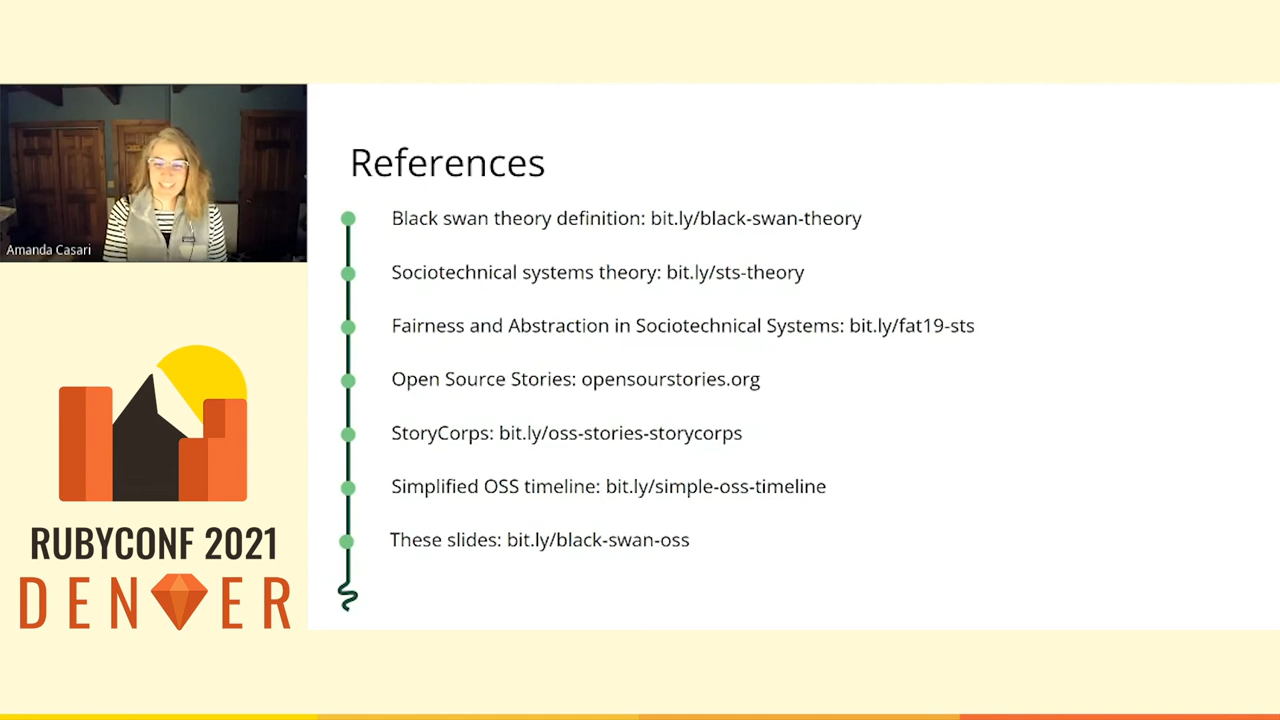 Amanda Casari
RUBYCONF 2021
DENVER
References
Black swan theory definition: bit.ly/black-swan-theory
Sociotechnical systems theory: bit.ly/sts-theory
Fairness and Abstraction in Sociotechnical Systems: bit.ly/fat19-sts
Open Source Stories: opensourstories.org
StoryCorps: bit.ly/oss-stories-storycorps
Simplified OSS timeline: bit.ly/simple-oss-timeline
These slides: bit.ly/black-swan-oss